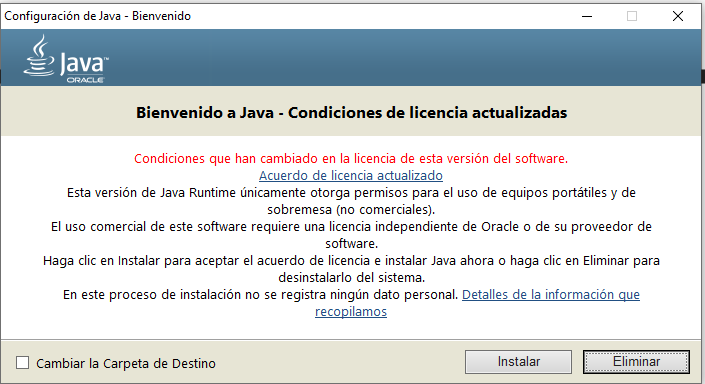 Configuración de Java - Bienvenido
Java™
ORACLE
Bienvenido a Java - Condiciones de licencia actualizadas
Condiciones que han cambiado en la licencia de esta versión del software.
Acuerdo de licencia actualizado
Esta versión de Java Runtime únicamente otorga permisos para el uso de equipos portátiles y de
sobremesa (no comerciales).
El uso comercial de este software requiere una licencia independiente de Oracle o de su proveedor de
software.
Haga clic en Instalar para aceptar el acuerdo de licencia e instalar Java ahora o haga clic en Eliminar para
desinstalarlo del sistema.
En este proceso de instalación no se registra ningún dato personal. Detalles de la información que
recopilamos
Cambiar la Carpeta de Destino
Instalar
Eliminar